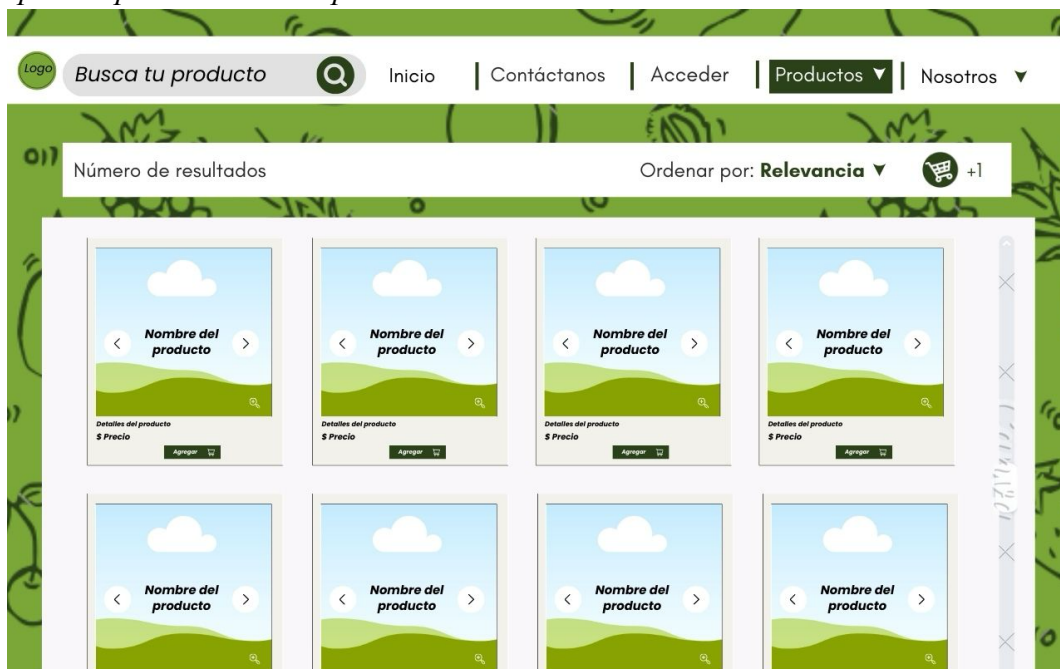 Logo
Busca tu producto
Inicio
Contáctanos
Acceder
Productos
Nosotros
Número de resultados
Ordenar por: Relevancia
+1
Nombre del
producto
Detalles del producto
$ Precio
Agregar
Nombre del
producto
Detalles del producto
$ Precio
Agregar
Nombre del
producto
Detalles del producto
$ Precio
Agregar
Nombre del
producto
Detalles del producto
$ Precio
Agregar
Nombre del
producto
Nombre del
producto
Nombre del
producto
Nombre del
producto